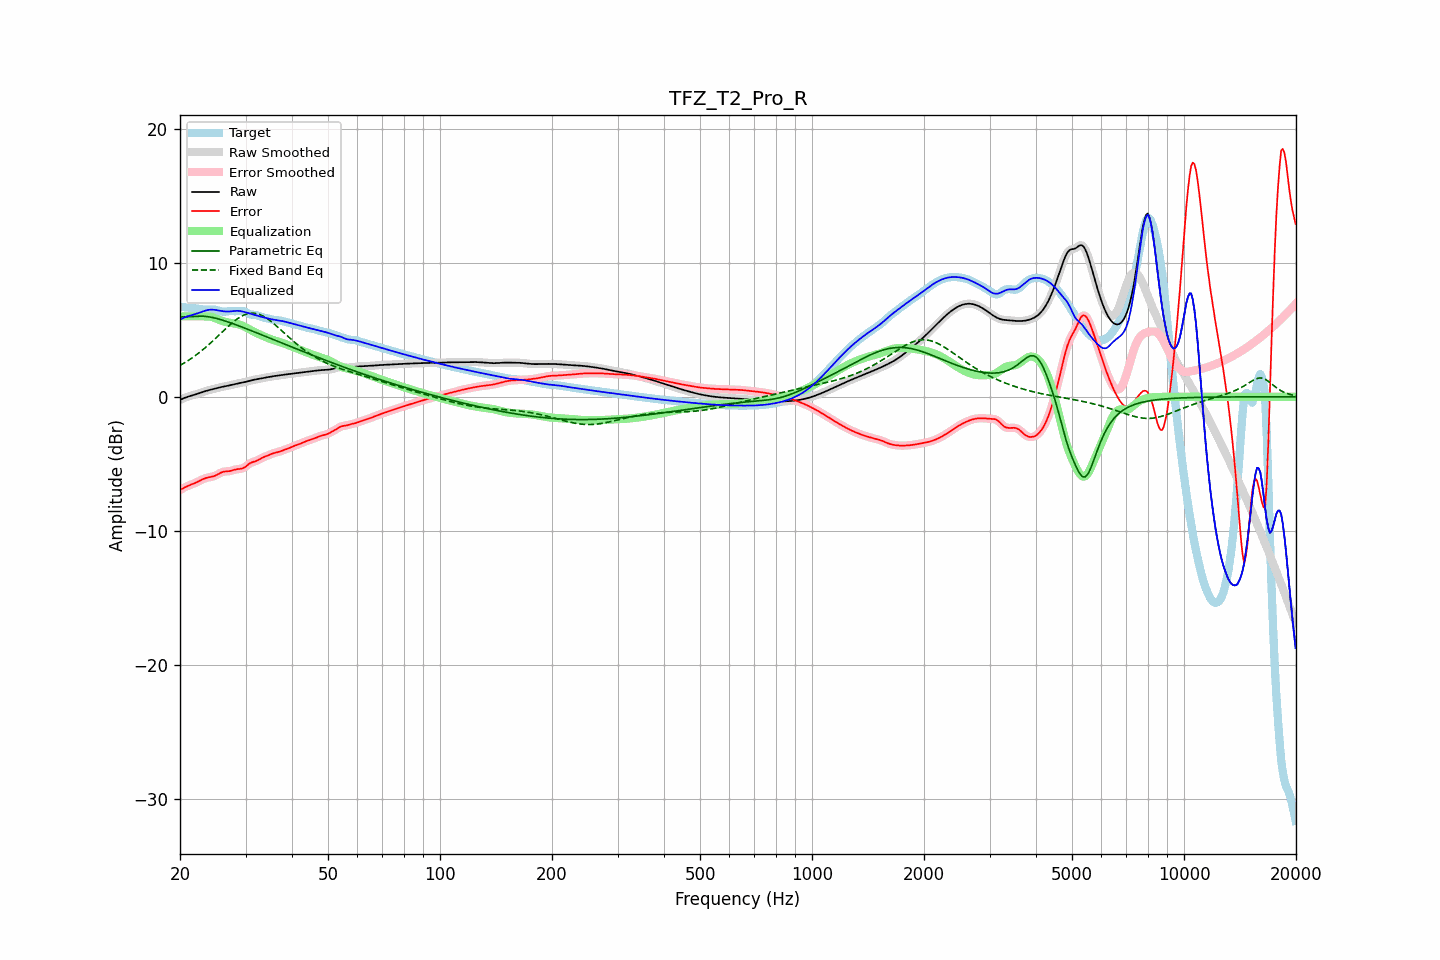 TFZ_T2_Pro_R
Target
Raw Smoothed
Error Smoothed
Raw
Error
Equalization
Parametric Eq
Fixed Band Eq
Equalized
20
10
0
−10
−20
−30
Amplitude (dBr)
20
50
100
200
500
1000
2000
5000
10000
20000
Frequency (Hz)